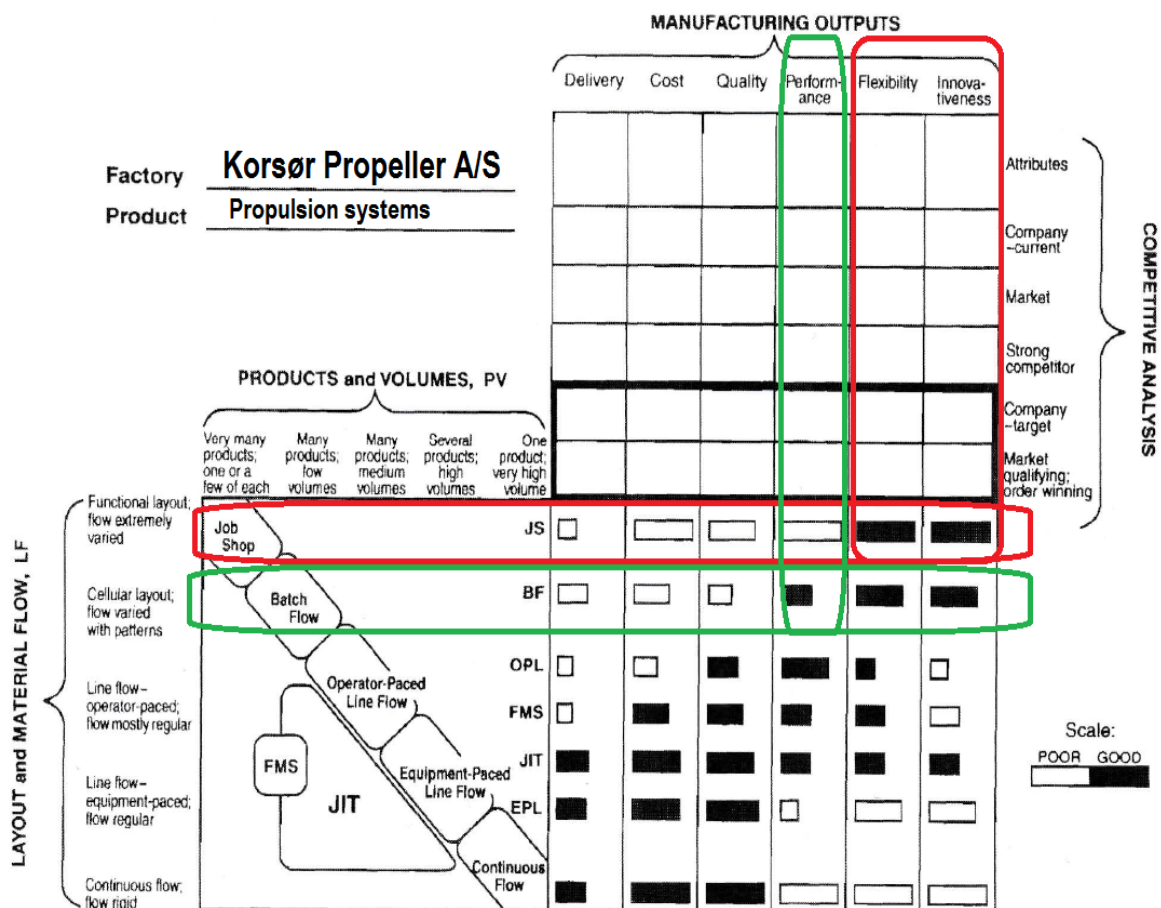 MANUFACTURING OUTPUTS
Delivery Cost Quality Perform- Flexibility Innova-
ance tiveness
Factory Korsør Propeller A/S
Product Propulsion systems
Attributes
Company
–current
Market
Strong
competitor
Company
–target
Market
qualifying;
order winning
COMPETITIVE ANALYSIS
PRODUCTS and VOLUMES, PV
Very many
products;
one or a
few of each
Many
products;
low
volumes
Many
products;
medium
volumes
Several
products;
high
volumes
One
product;
very high
volume
LAYOUT and MATERIAL FLOW, LF
Functional layout;
flow extremely
varied
Job
Shop
JS
Cellular layout;
flow varied
with patterns
Batch
Flow
BF
OPL
Line flow–
operator-paced;
flow mostly regular
Operator-Paced
Line Flow
FMS
FMS
JIT
JIT
Line flow–
equipment-paced;
flow regular
Equipment-Paced
Line Flow
EPL
Continuous flow;
flow rigid
Continuous
Flow
Scale:
POOR GOOD